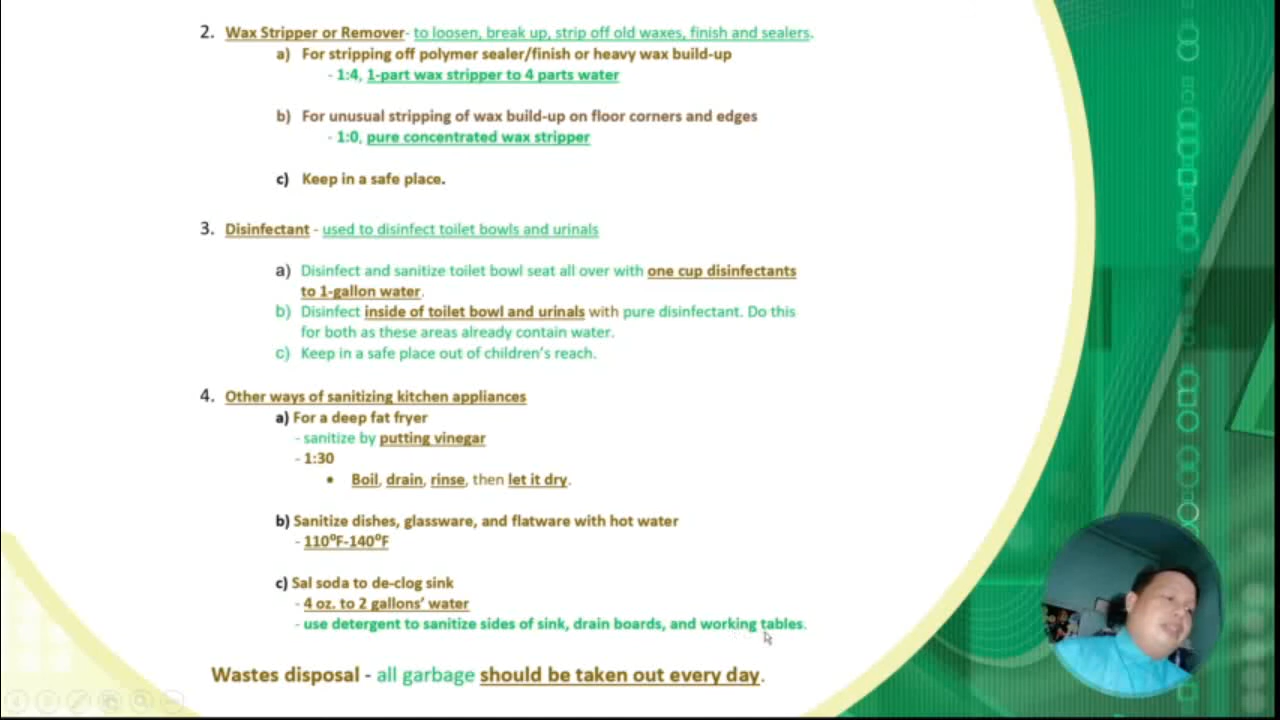 2. Wax Stripper or Remover- to loosen, break up, strip off old waxes, finish and sealers.
a) For stripping off polymer sealer/finish or heavy wax build-up
- 1:4, 1-part wax stripper to 4 parts water
b) For unusual stripping of wax build-up on floor corners and edges
- 1:0, pure concentrated wax stripper
c) Keep in a safe place.
3. Disinfectant - used to disinfect toilet bowls and urinals
a) Disinfect and sanitize toilet bowl seat all over with one cup disinfectants
to 1-gallon water.
b) Disinfect inside of toilet bowl and urinals with pure disinfectant. Do this
for both as these areas already contain water.
c) Keep in a safe place out of children's reach.
4. Other ways of sanitizing kitchen appliances
a) For a deep fat fryer
- sanitize by putting vinegar
- 1:30
• Boil, drain, rinse, then let it dry.
b) Sanitize dishes, glassware, and flatware with hot water
- 110⁰F-140⁰F
c) Sal soda to de-clog sink
- 4 oz. to 2 gallons' water
- use detergent to sanitize sides of sink, drain boards, and working tables.
Wastes disposal - all garbage should be taken out every day.